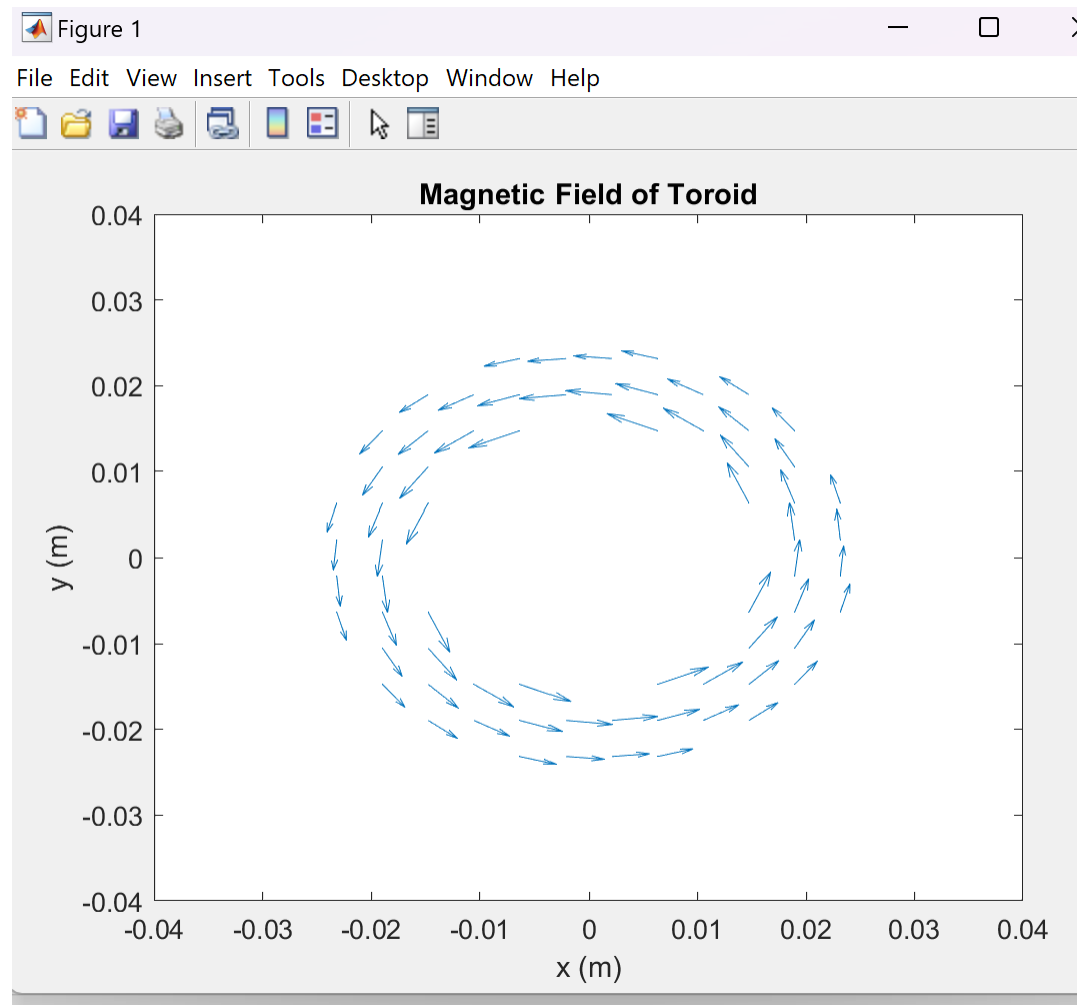 Figure 1
File Edit View Insert Tools Desktop Window Help
Magnetic Field of Toroid
0.04
0.03
0.02
0.01
0
-0.01
-0.02
-0.03
-0.04
y (m)
-0.04 -0.03 -0.02 -0.01 0 0.01 0.02 0.03 0.04
x (m)